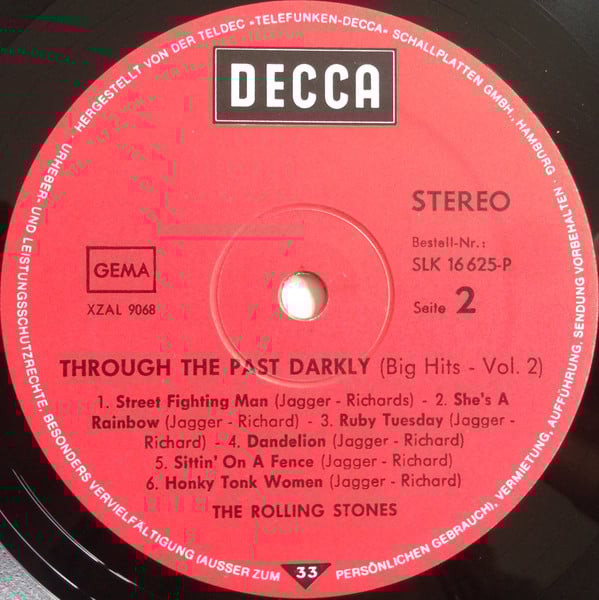 HERGESTELLT VON DER TELDEC »TELEFUNKEN-DECCA« SCHALLPLATTEN GMBH., HAMBURG · AUFFÜHRUNG, SENDUNG VORBEHALTEN ·
URHEBER- UND LEISTUNGSSCHUTZRECHTE. BESONDERS VERVIELFÄLTIGUNG (AUSSER ZUM PERSÖNLICHEN GEBRAUCH), VERMIETUNG,
DECCA
STEREO
Bestell-Nr.:
SLK 16 625-P
Seite 2
GEMA
XZAL 9068
THROUGH THE PAST DARKLY (Big Hits - Vol. 2)
1. Street Fighting Man (Jagger - Richards) - 2. She's A
Rainbow (Jagger - Richard) - 3. Ruby Tuesday (Jagger -
Richard) - 4. Dandelion (Jagger - Richard)
5. Sittin' On A Fence (Jagger - Richard)
6. Honky Tonk Women (Jagger - Richard)
THE ROLLING STONES
33